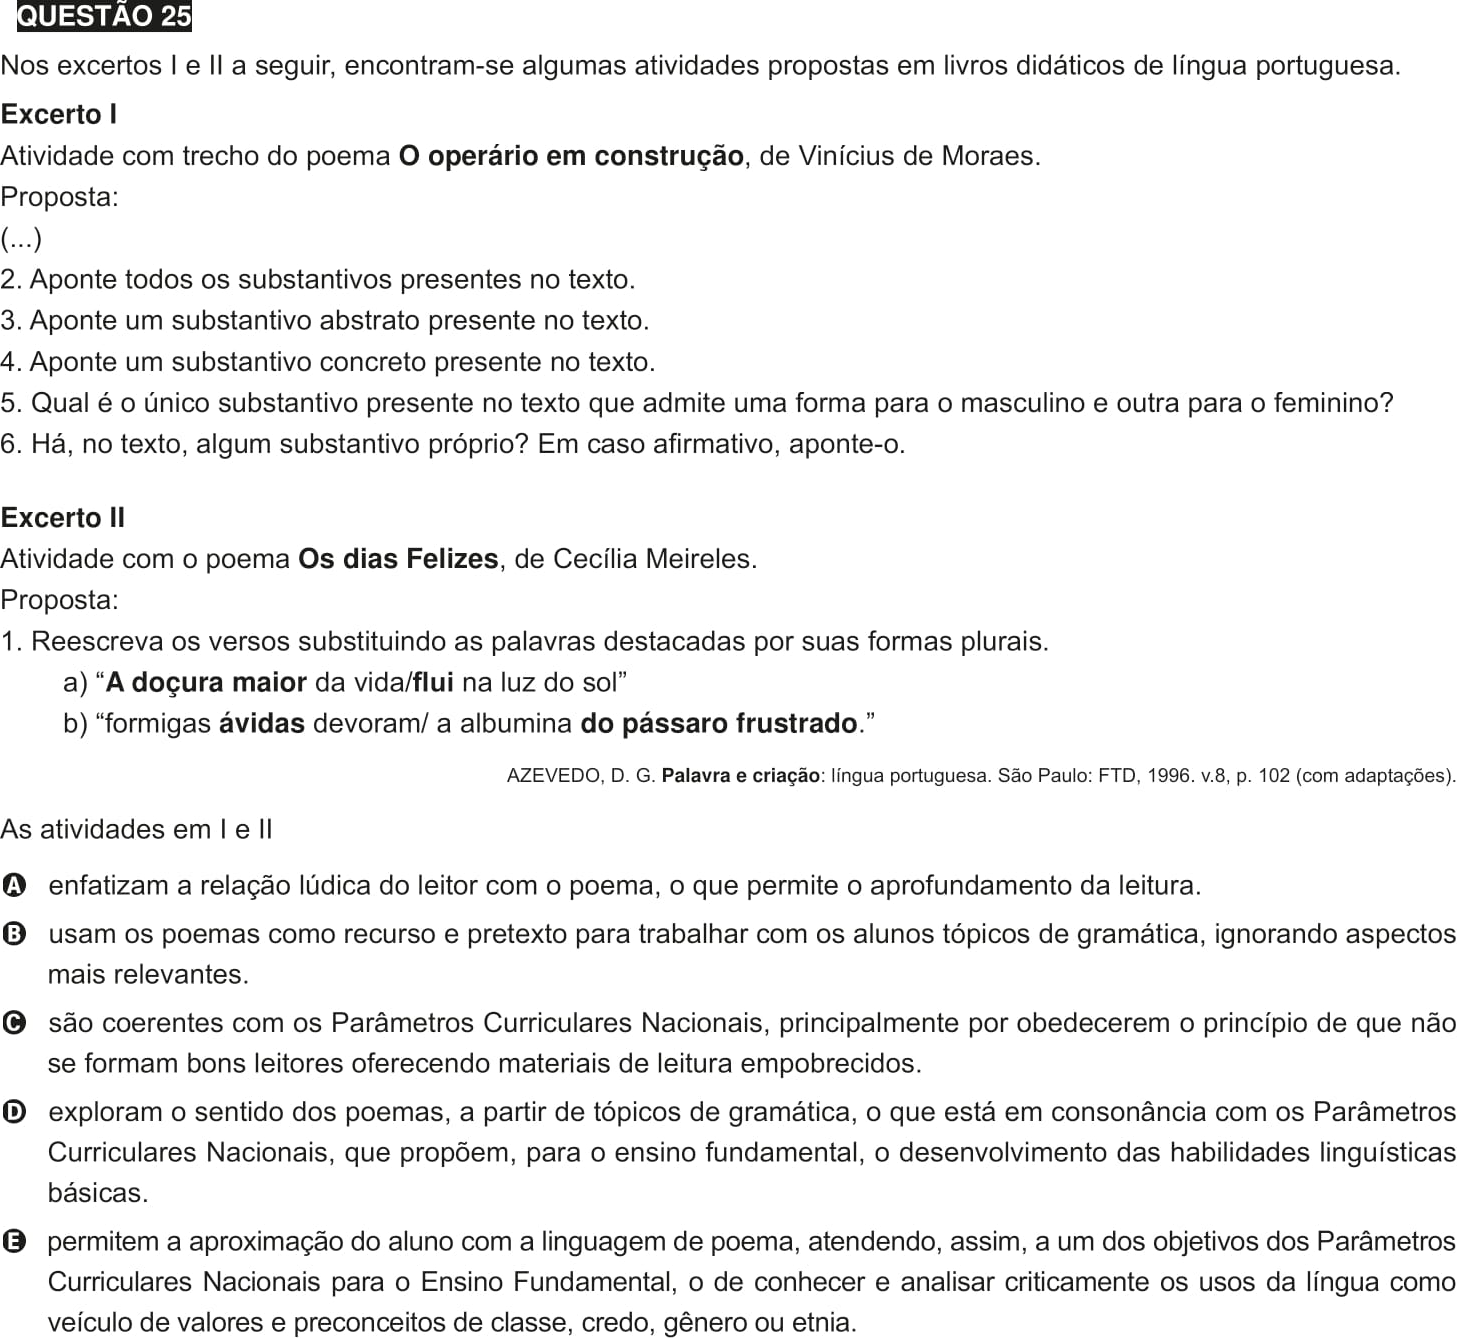 QUESTÃO 25
Nos excertos I e II a seguir, encontram-se algumas atividades propostas em livros didáticos de língua portuguesa.
Excerto I
Atividade com trecho do poema O operário em construção, de Vinícius de Moraes.
Proposta:
(...)
2. Aponte todos os substantivos presentes no texto.
3. Aponte um substantivo abstrato presente no texto.
4. Aponte um substantivo concreto presente no texto.
5. Qual é o único substantivo presente no texto que admite uma forma para o masculino e outra para o feminino?
6. Há, no texto, algum substantivo próprio? Em caso afirmativo, aponte-o.
Excerto II
Atividade com o poema Os dias Felizes, de Cecília Meireles.
Proposta:
1. Reescreva os versos substituindo as palavras destacadas por suas formas plurais.
a) “A doçura maior da vida/flui na luz do sol”
b) “formigas ávidas devoram/ a albumina do pássaro frustrado.”
AZEVEDO, D. G. Palavra e criação: língua portuguesa. São Paulo: FTD, 1996. v.8, p. 102 (com adaptações).
As atividades em I e II
A enfatizam a relação lúdica do leitor com o poema, o que permite o aprofundamento da leitura.
B usam os poemas como recurso e pretexto para trabalhar com os alunos tópicos de gramática, ignorando aspectos
mais relevantes.
C são coerentes com os Parâmetros Curriculares Nacionais, principalmente por obedecerem o princípio de que não
se formam bons leitores oferecendo materiais de leitura empobrecidos.
D exploram o sentido dos poemas, a partir de tópicos de gramática, o que está em consonância com os Parâmetros
Curriculares Nacionais, que propõem, para o ensino fundamental, o desenvolvimento das habilidades linguísticas
básicas.
E permitem a aproximação do aluno com a linguagem de poema, atendendo, assim, a um dos objetivos dos Parâmetros
Curriculares Nacionais para o Ensino Fundamental, o de conhecer e analisar criticamente os usos da língua como
veículo de valores e preconceitos de classe, credo, gênero ou etnia.